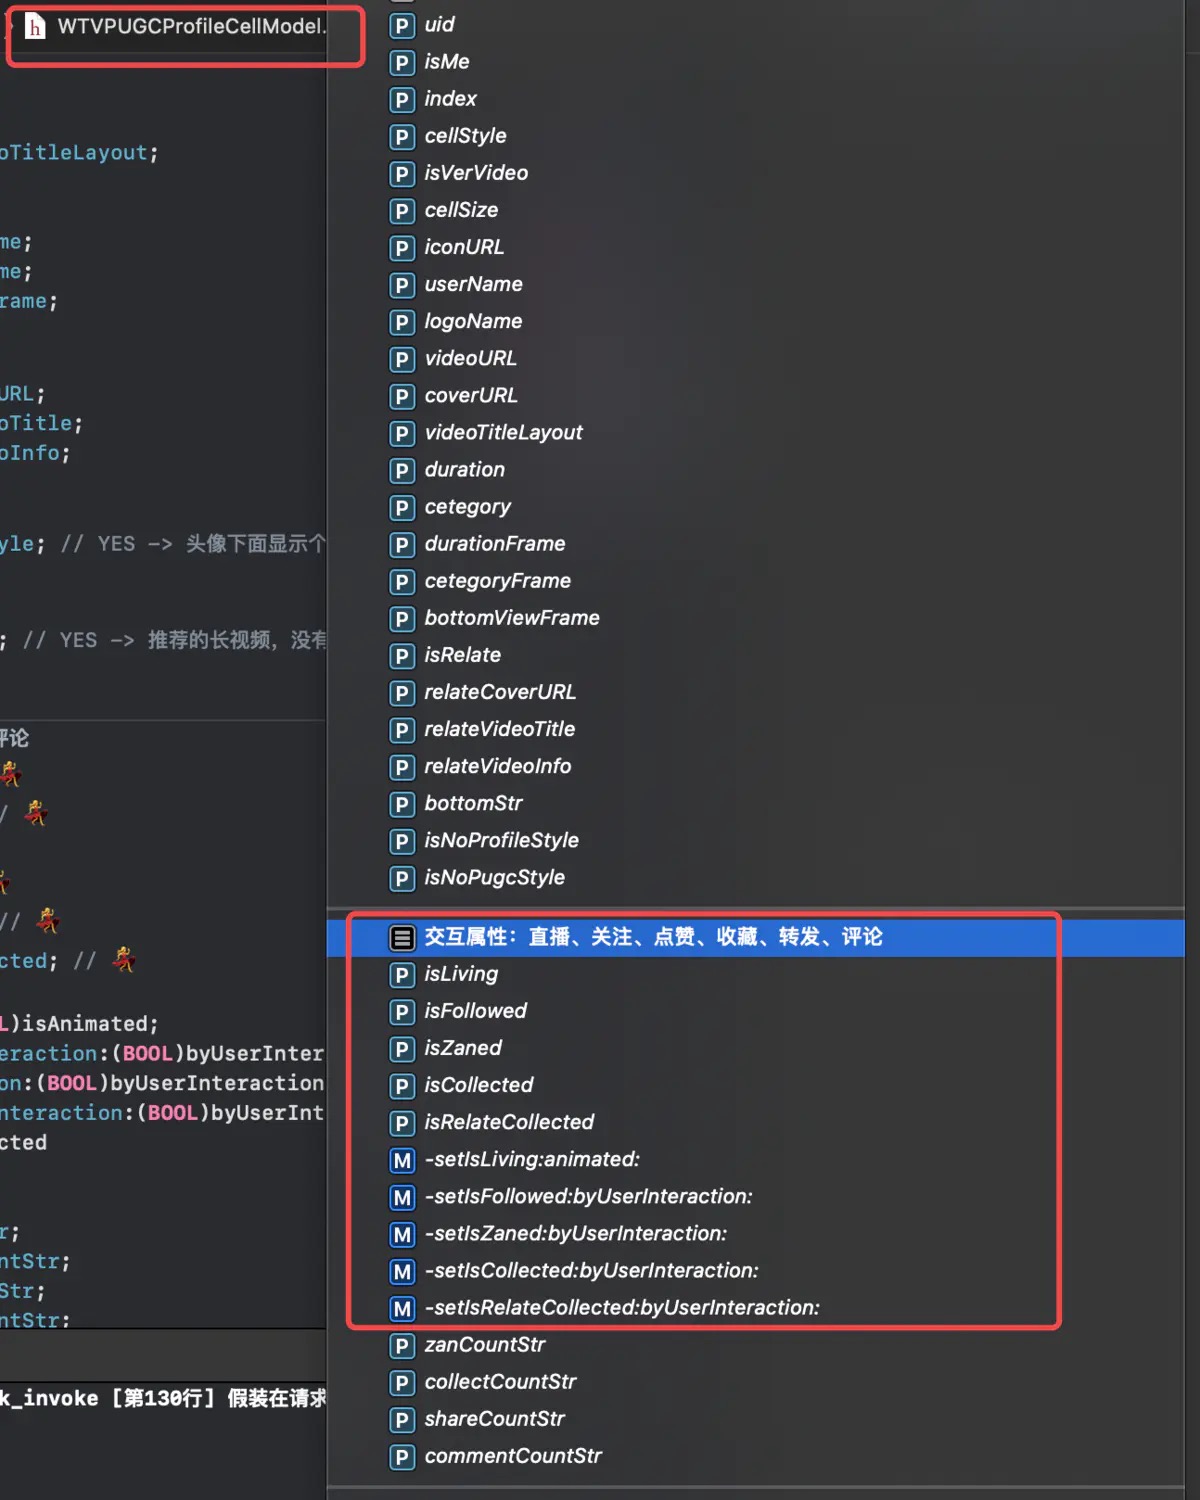 h WTVPUGCProfileCellModel.
oTitleLayout;
me;
me;
rame;
URL;
oTitle;
oInfo;
yle; // YES -> 头像下面显示个
; // YES -> 推荐的长视频，没有
评论
/
//
cted; //
L)isAnimated;
eraction:(BOOL)byUserInter
on:(BOOL)byUserInteraction
nteraction:(BOOL)byUserInt
cted
r;
ntStr;
Str;
ntStr;
k_invoke [第130行] 假装在请求
P uid
P isMe
P index
P cellStyle
P isVerVideo
P cellSize
P iconURL
P userName
P logoName
P videoURL
P coverURL
P videoTitleLayout
P duration
P cetegory
P durationFrame
P cetegoryFrame
P bottomViewFrame
P isRelate
P relateCoverURL
P relateVideoTitle
P relateVideoInfo
P bottomStr
P isNoProfileStyle
P isNoPugcStyle
交互属性：直播、关注、点赞、收藏、转发、评论
P isLiving
P isFollowed
P isZaned
P isCollected
P isRelateCollected
M -setIsLiving:animated:
M -setIsFollowed:byUserInteraction:
M -setIsZaned:byUserInteraction:
M -setIsCollected:byUserInteraction:
M -setIsRelateCollected:byUserInteraction:
P zanCountStr
P collectCountStr
P shareCountStr
P commentCountStr